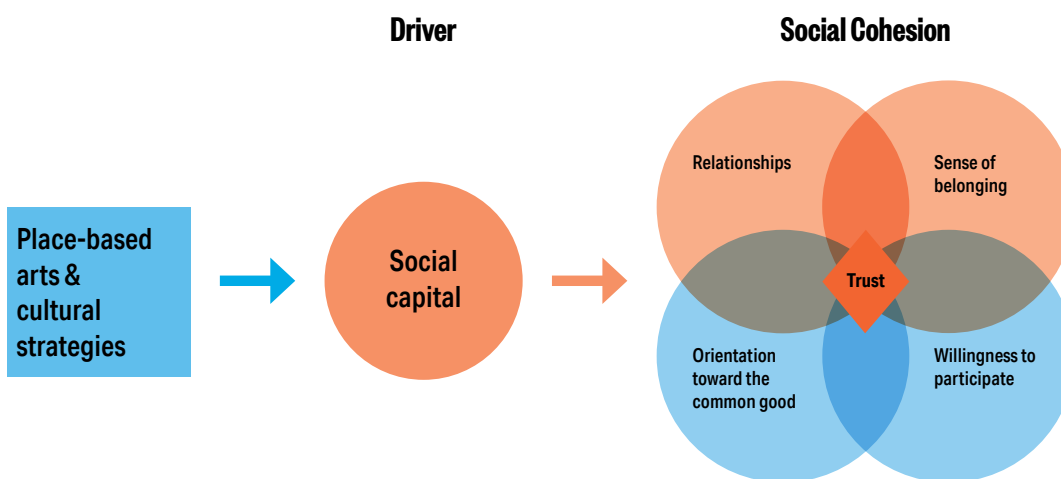 Driver
Social Cohesion
Place-based
arts &
cultural
strategies
Social
capital
Relationships
Sense of
belonging
Trust
Orientation
toward the
common good
Willingness to
participate